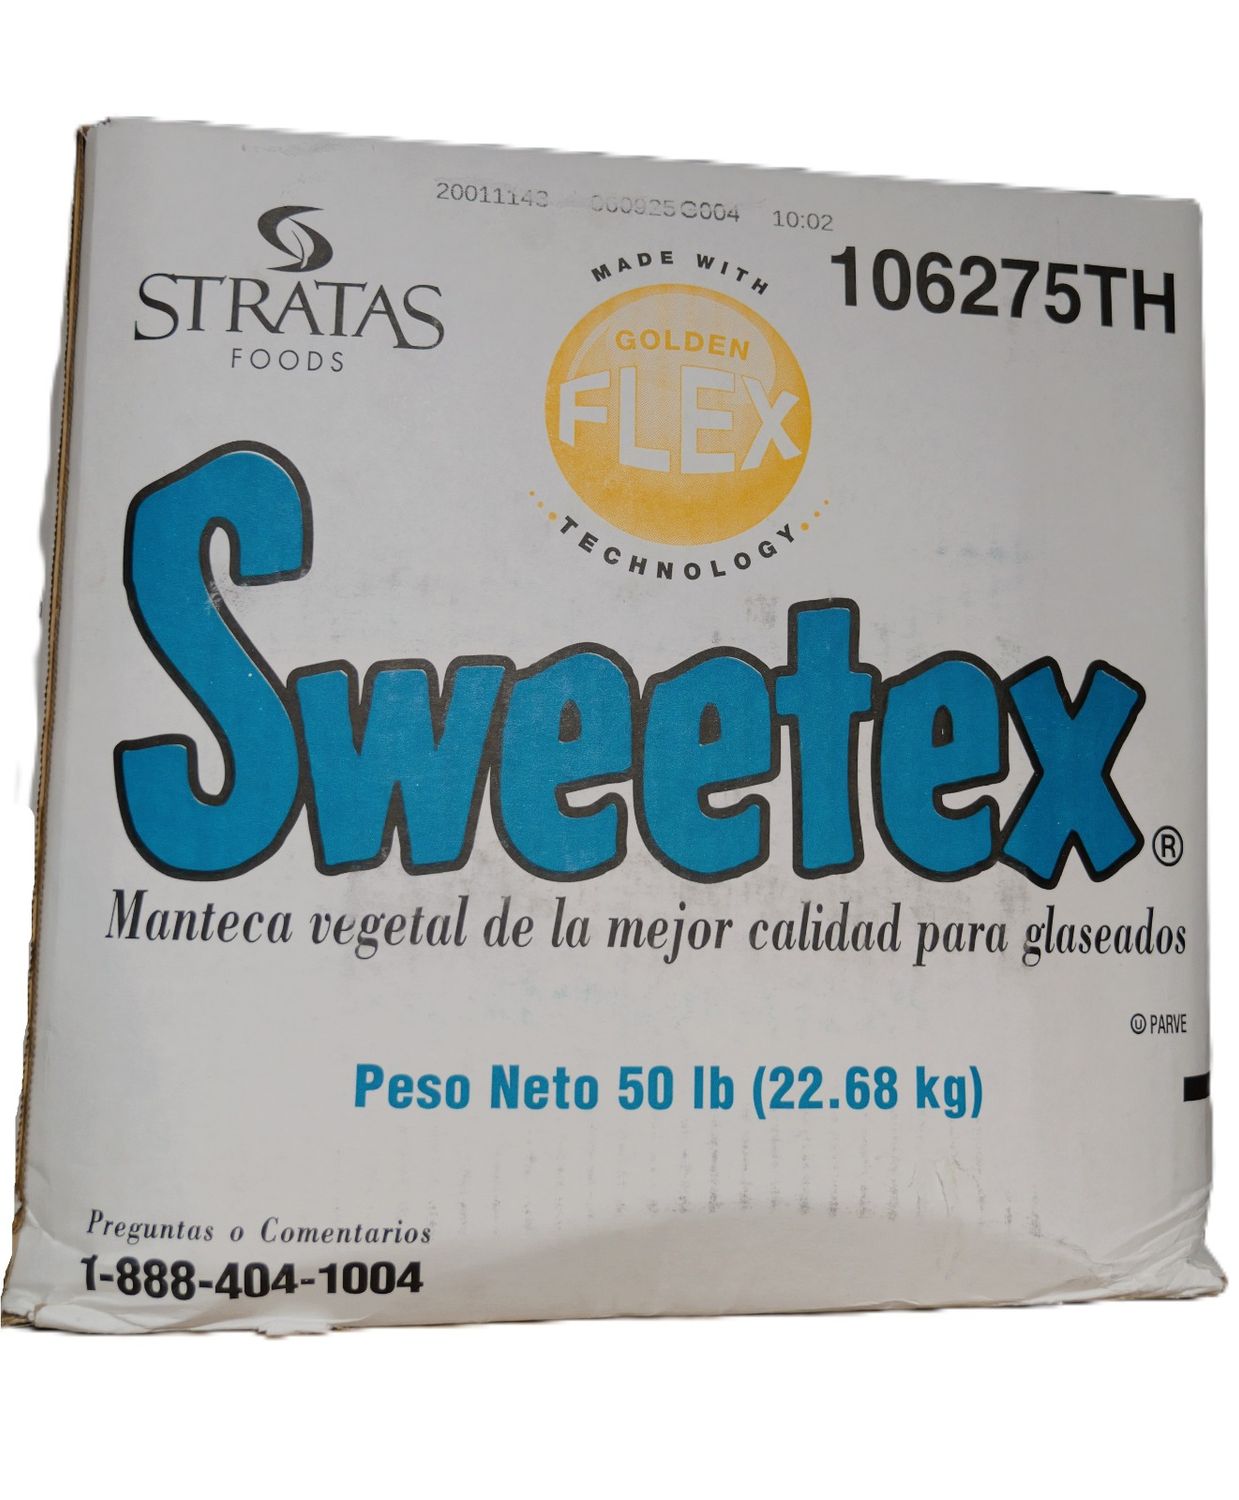 20011143 060925G004 10:02
STRATAS
FOODS
MADE WITH
GOLDEN
FLEX
TECHNOLOGY
106275TH
Sweetex®
Manteca vegetal de la mejor calidad para glaseados
Ⓤ PARVE
Peso Neto 50 lb (22.68 kg)
Preguntas o Comentarios
1-888-404-1004